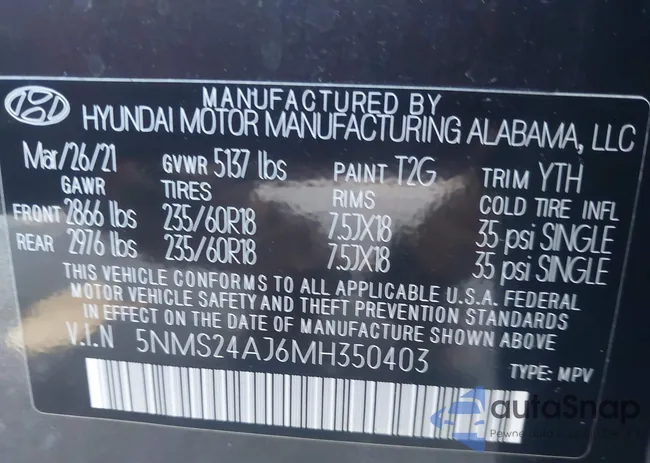 MANUFACTURED BY
HYUNDAI MOTOR MANUFACTURING ALABAMA, LLC
Mar/26/21 GVWR 5137 lbs PAINT T2G TRIM YTH
GAWR TIRES RIMS COLD TIRE INFL
FRONT 2866 lbs 235/60R18 7.5JX18 35 psi SINGLE
REAR 2976 lbs 235/60R18 7.5JX18 35 psi SINGLE
THIS VEHICLE CONFORMS TO ALL APPLICABLE U.S.A. FEDERAL
MOTOR VEHICLE SAFETY AND THEFT PREVENTION STANDARDS
IN EFFECT ON THE DATE OF MANUFACTURE SHOWN ABOVE
V.I.N 5NMS24AJ6MH350403
TYPE: MPV
autoSnap